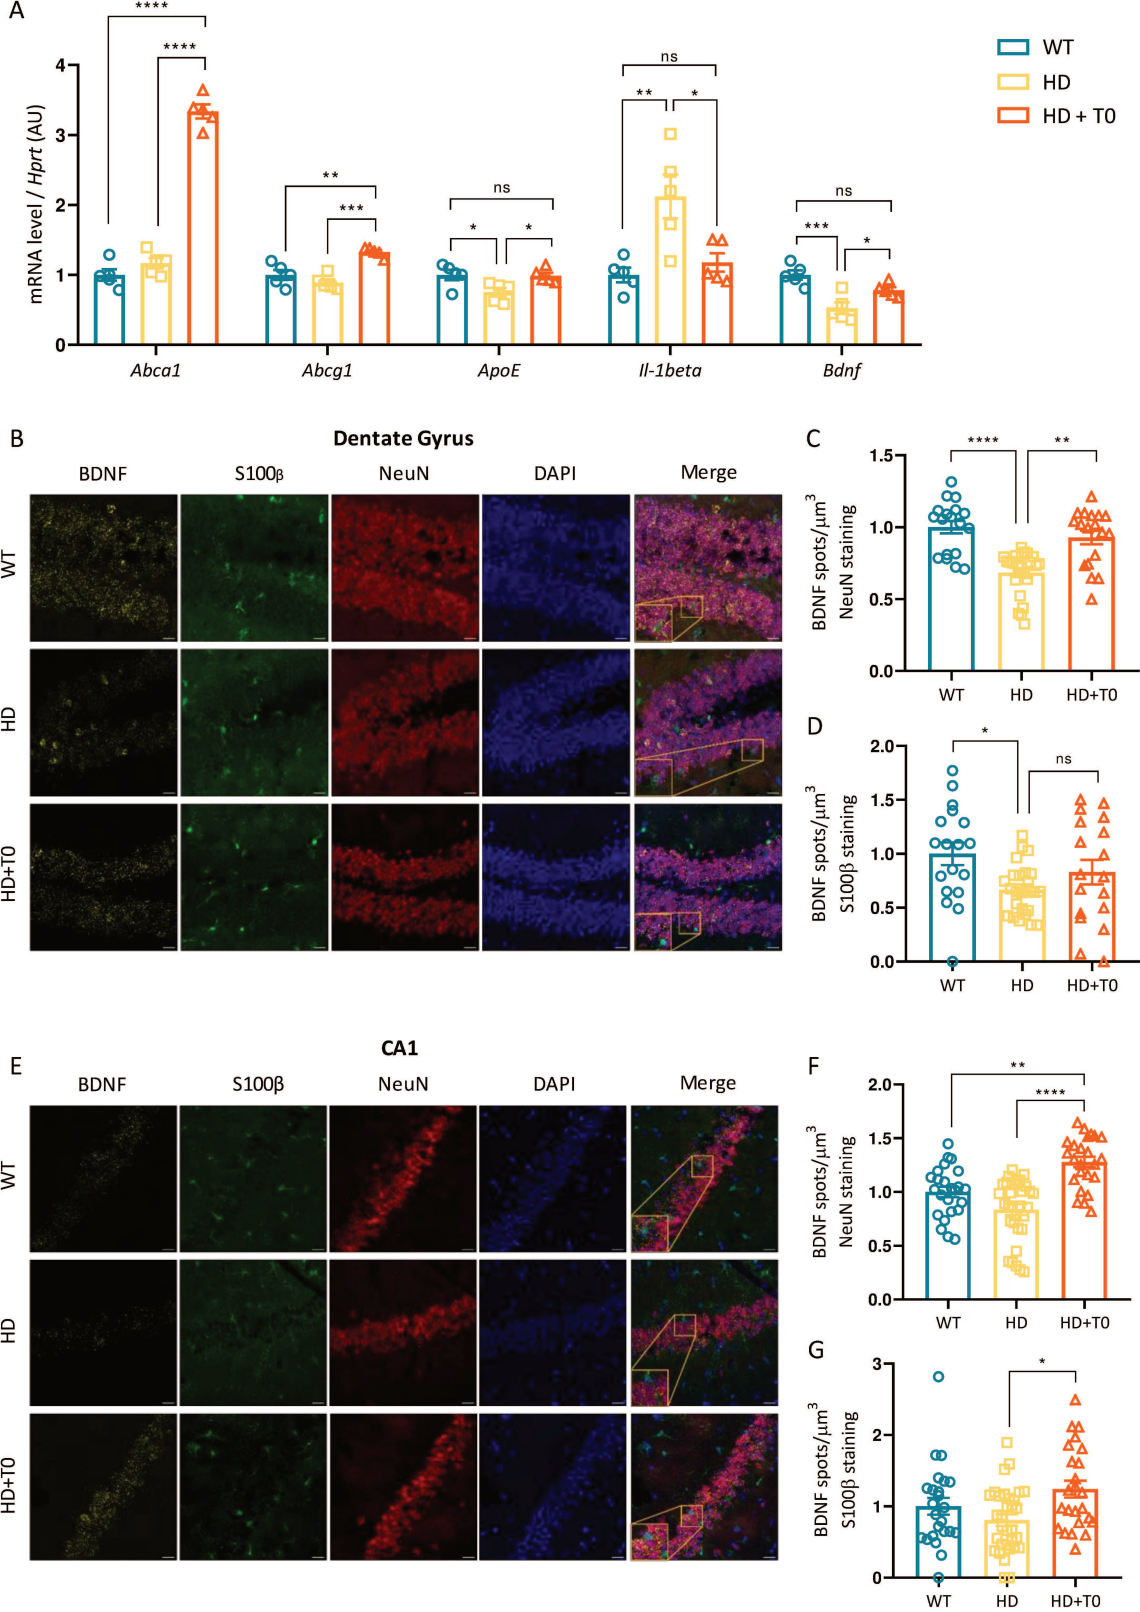 A
WT
HD
HD + T0
mRNA level / Hprt (AU)
4
3
2
1
0
****
****
**
***
ns
*
*
ns
**
*
ns
***
*
Abca1
Abcg1
ApoE
Il-1beta
Bdnf
B
Dentate Gyrus
BDNF
S100β
NeuN
DAPI
Merge
WT
HD
HD+T0
C
BDNF spots/μm3
NeuN staining
1.5
1.0
0.5
0.0
****
**
WT
HD
HD+T0
D
BDNF spots/μm3
S100β staining
2.0
1.5
1.0
0.5
0.0
*
ns
WT
HD
HD+T0
E
CA1
BDNF
S100β
NeuN
DAPI
Merge
WT
HD
HD+T0
F
BDNF spots/μm3
NeuN staining
2.0
1.5
1.0
0.5
0.0
**
****
WT
HD
HD+T0
G
BDNF spots/μm3
S100β staining
3
2
1
0
*
WT
HD
HD+T0